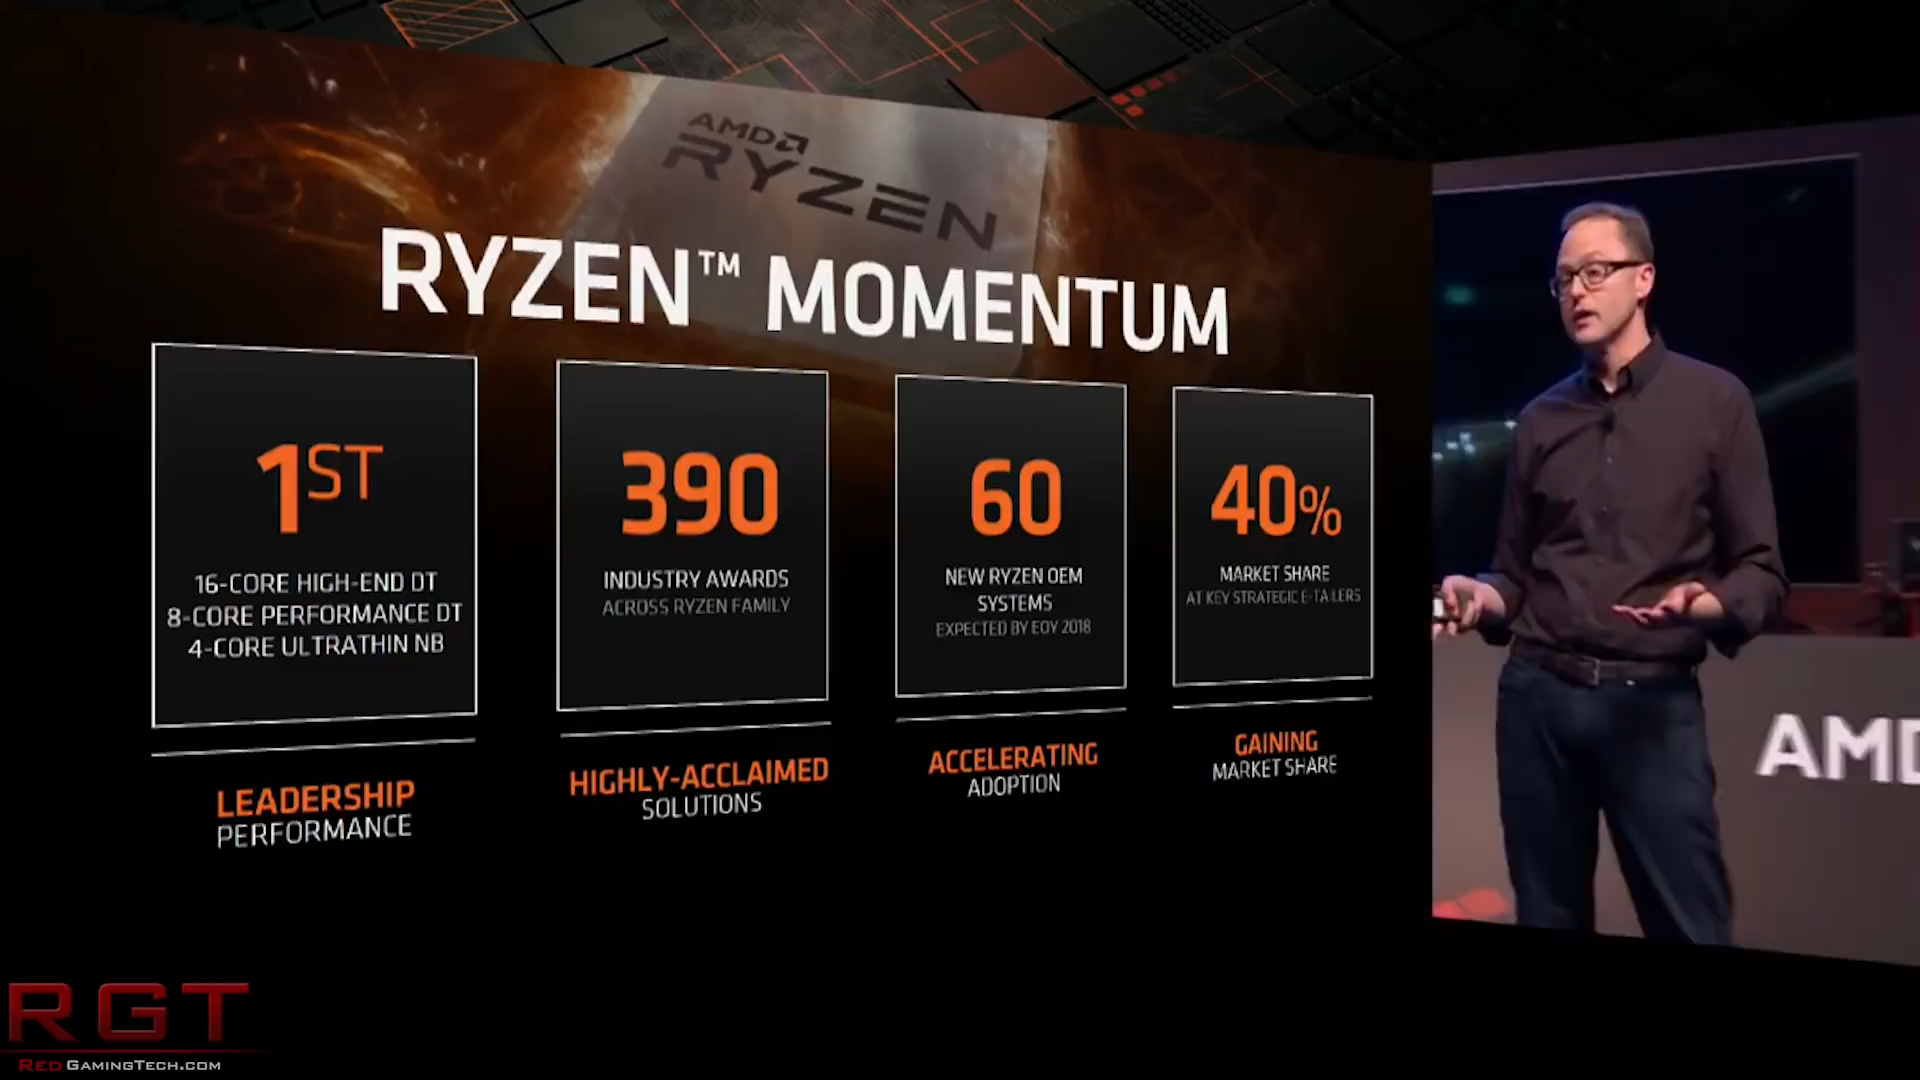 AMD
RYZEN
RYZEN™ MOMENTUM
1ST
16-CORE HIGH-END DT
8-CORE PERFORMANCE DT
4-CORE ULTRATHIN NB
LEADERSHIP
PERFORMANCE
390
INDUSTRY AWARDS
ACROSS RYZEN FAMILY
HIGHLY-ACCLAIMED
SOLUTIONS
60
NEW RYZEN OEM
SYSTEMS
EXPECTED BY EOY 2018
ACCELERATING
ADOPTION
40%
MARKET SHARE
AT KEY STRATEGIC E-TAILERS
GAINING
MARKET SHARE
AMD
RGT
REDGAMINGTECH.COM